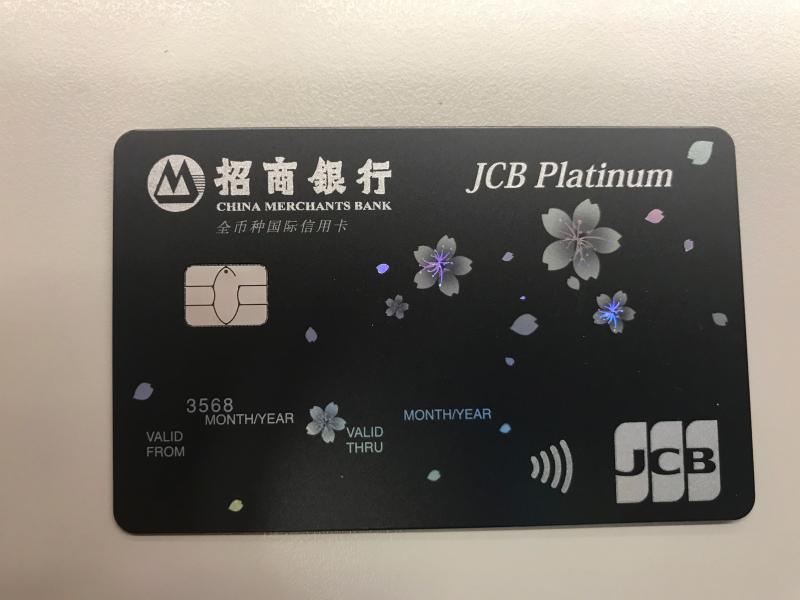 招商銀行
CHINA MERCHANTS BANK
全币种国际信用卡
JCB Platinum
3568
MONTH/YEAR
MONTH/YEAR
VALID
FROM
VALID
THRU
JCB